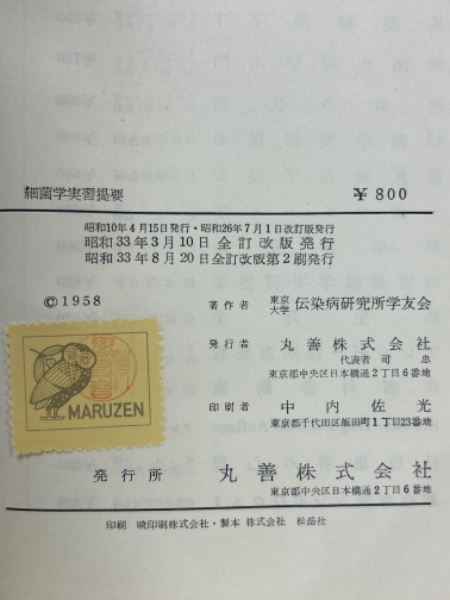 細菌学実習提要 ¥800
昭和10年4月15日発行・昭和26年7月1日改訂版発行
昭和33年3月10日全訂改版発行
昭和33年8月20日全訂改版第2刷発行
©1958
著作者 東京大学 伝染病研究所学友会
発行者 丸善株式会社
代表者 司 忠
東京都中央区日本橋通2丁目6番地
MARUZEN
印刷者 中内佐光
東京都千代田区飯田町1丁目23番地
発行所 丸善株式会社
東京都中央区日本橋通2丁目6番地
印刷 暁印刷株式会社・製本 株式会社 松岳社